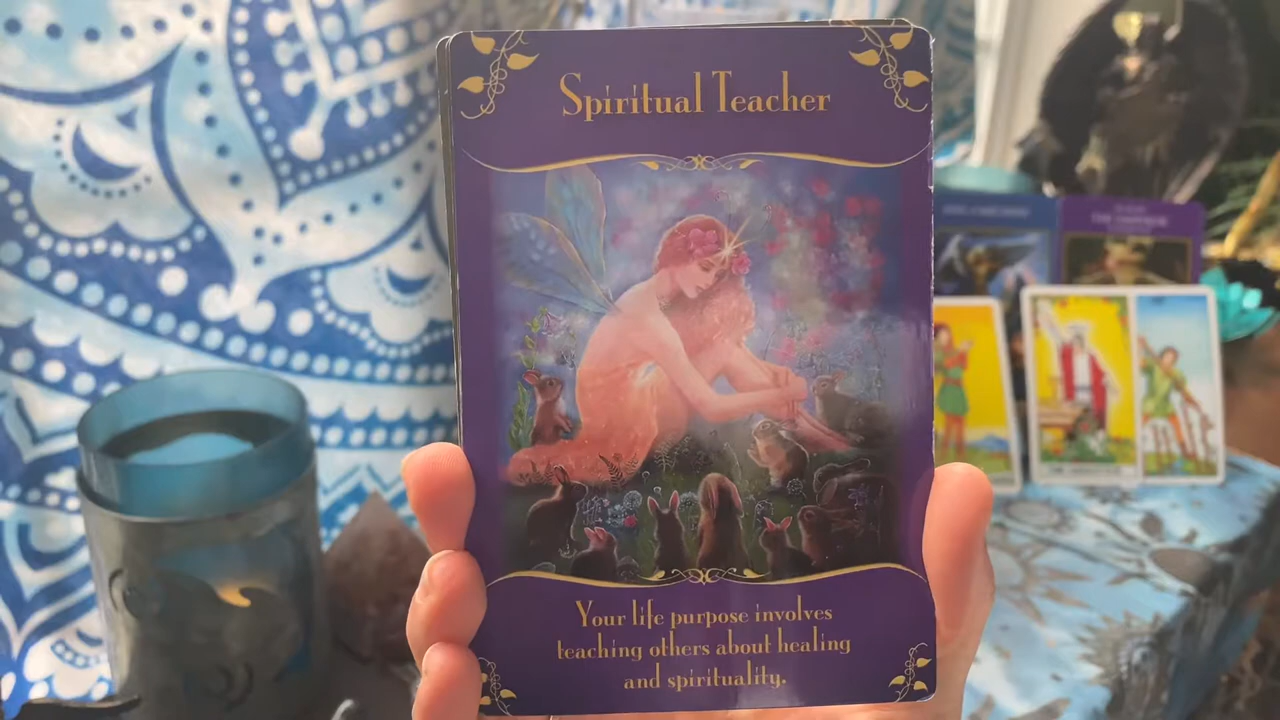 Spiritual Teacher
Your life purpose involves
teaching others about healing
and spirituality.